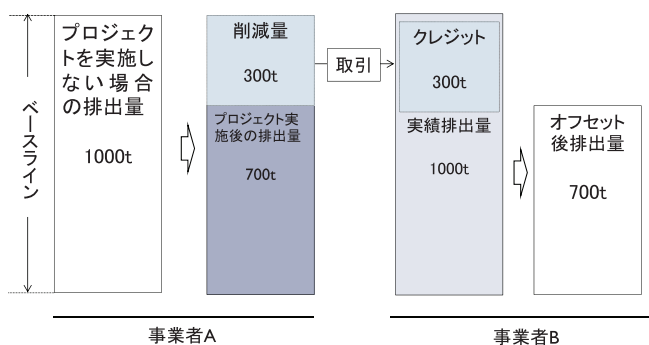 ベースライン
プロジェク
トを実施し
ない場合
の排出量
1000t
削減量
300t
プロジェクト実
施後の排出量
700t
取引
クレジット
300t
実績排出量
1000t
オフセット
後排出量
700t
事業者A
事業者B